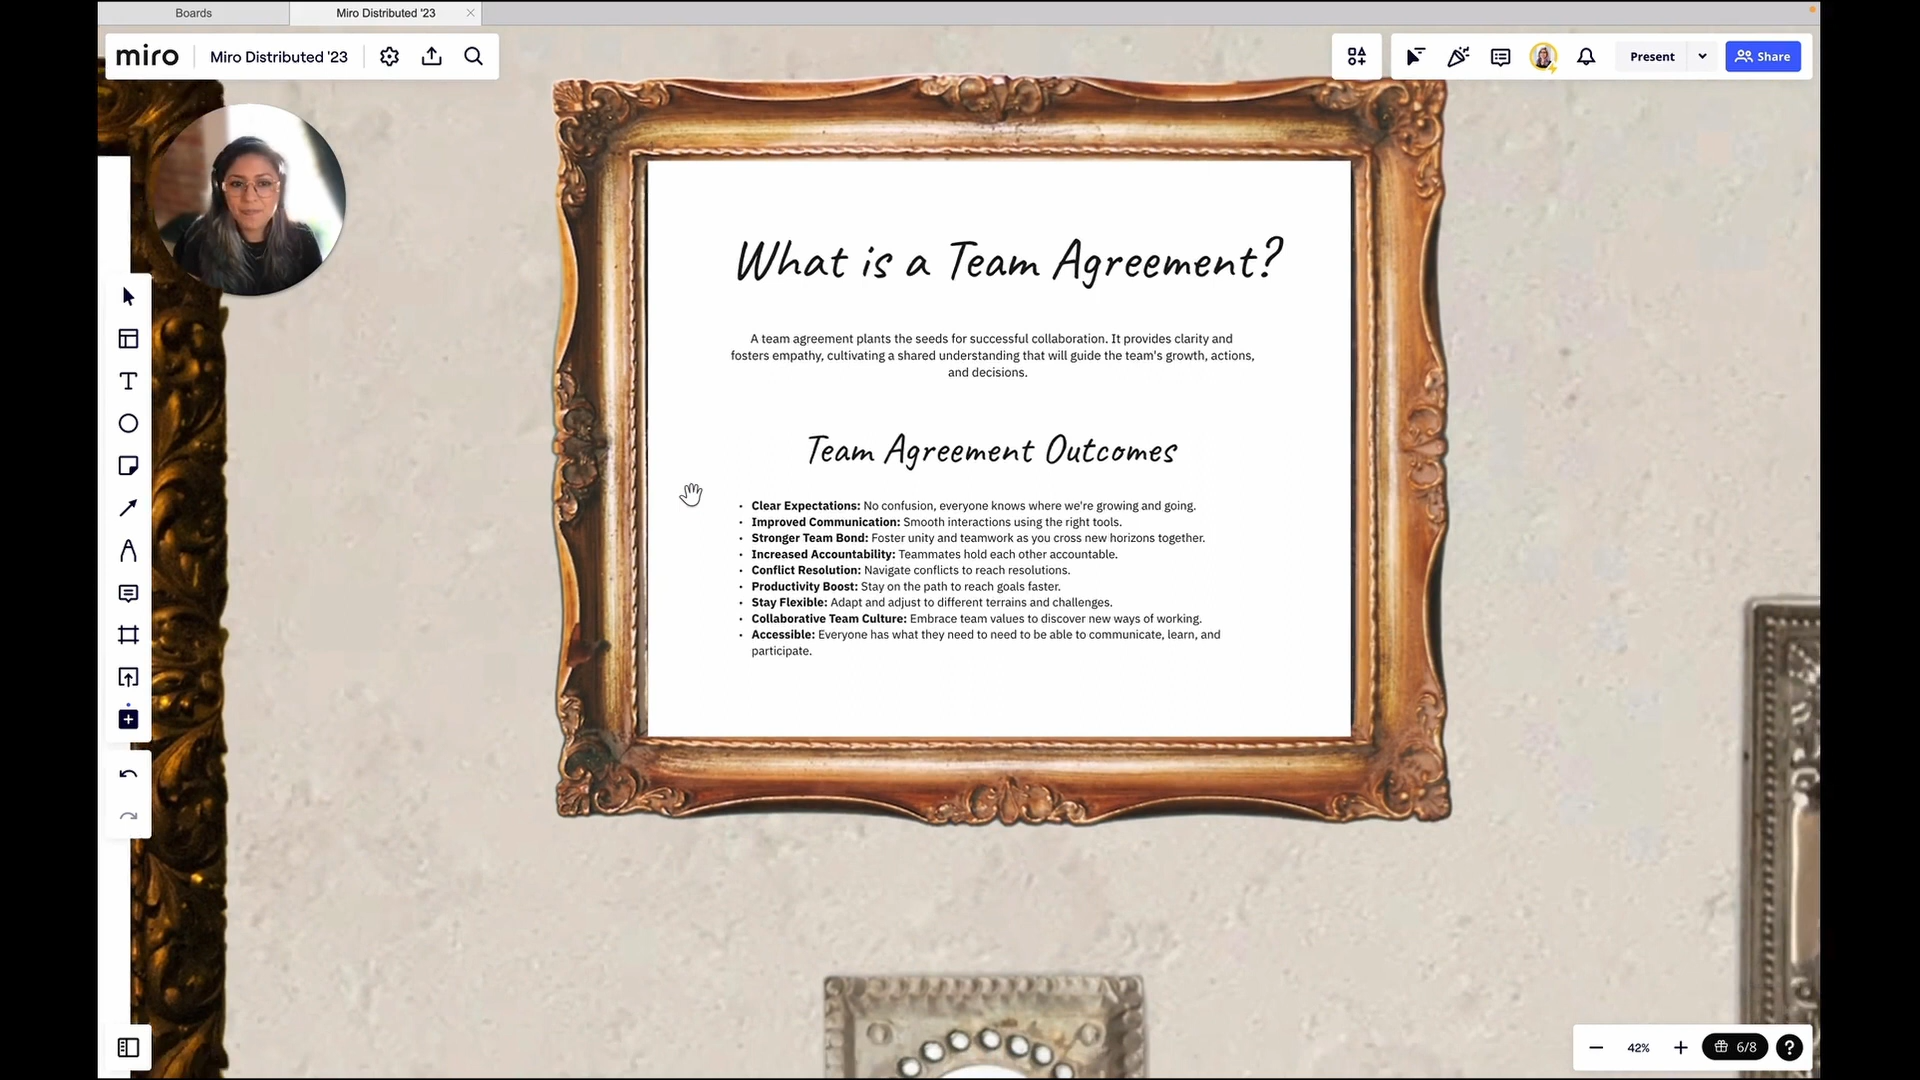 Boards
Miro Distributed '23
miro
Miro Distributed '23
Present
Share
What is a Team Agreement?
A team agreement plants the seeds for successful collaboration. It provides clarity and
fosters empathy, cultivating a shared understanding that will guide the team's growth, actions,
and decisions.
Team Agreement Outcomes
• Clear Expectations: No confusion, everyone knows where we're growing and going.
• Improved Communication: Smooth interactions using the right tools.
• Stronger Team Bond: Foster unity and teamwork as you cross new horizons together.
• Increased Accountability: Teammates hold each other accountable.
• Conflict Resolution: Navigate conflicts to reach resolutions.
• Productivity Boost: Stay on the path to reach goals faster.
• Stay Flexible: Adapt and adjust to different terrains and challenges.
• Collaborative Team Culture: Embrace team values to discover new ways of working.
• Accessible: Everyone has what they need to need to be able to communicate, learn, and
participate.
42%
6/8
?